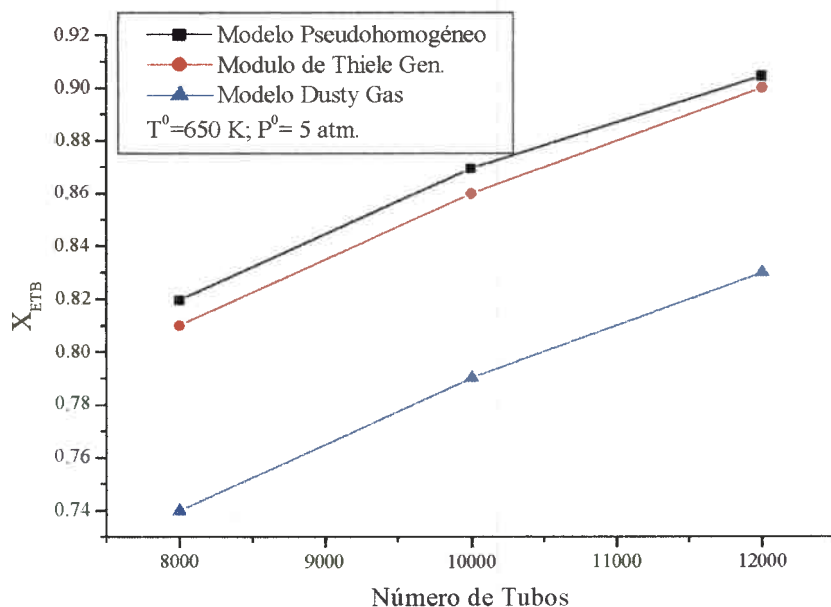 Modelo Pseudohomogéneo
Modulo de Thiele Gen.
Modelo Dusty Gas
T⁰=650 K; P⁰= 5 atm.
0.92
0.90
0.88
0.86
0.84
0.82
0.80
0.78
0.76
0.74
X_ETB
8000 9000 10000 11000 12000
Número de Tubos